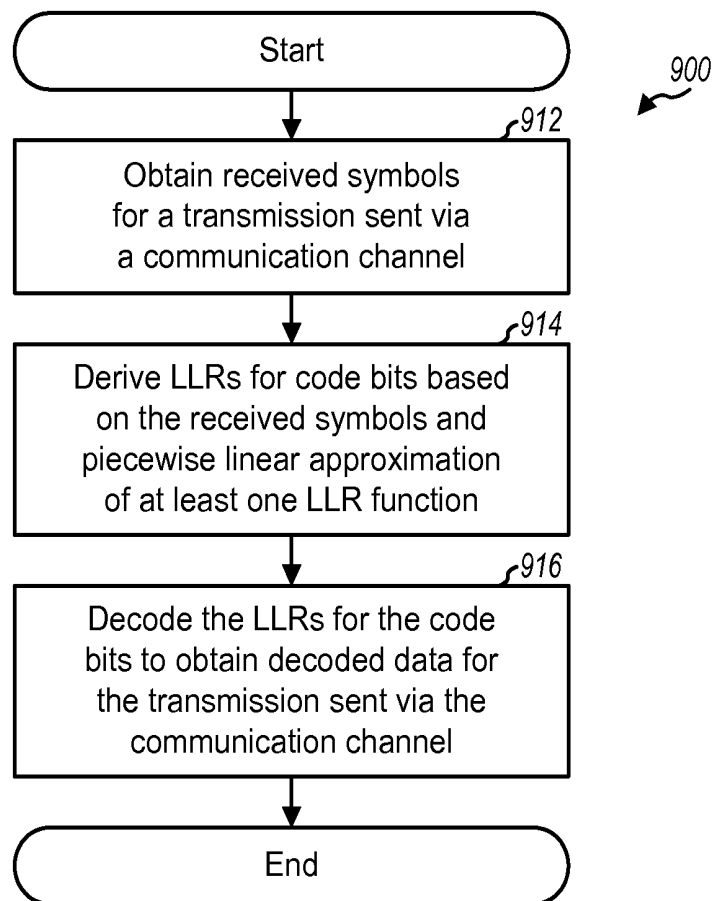 Start
900
912
Obtain received symbols
for a transmission sent via
a communication channel
914
Derive LLRs for code bits based
on the received symbols and
piecewise linear approximation
of at least one LLR function
916
Decode the LLRs for the code
bits to obtain decoded data for
the transmission sent via the
communication channel
End